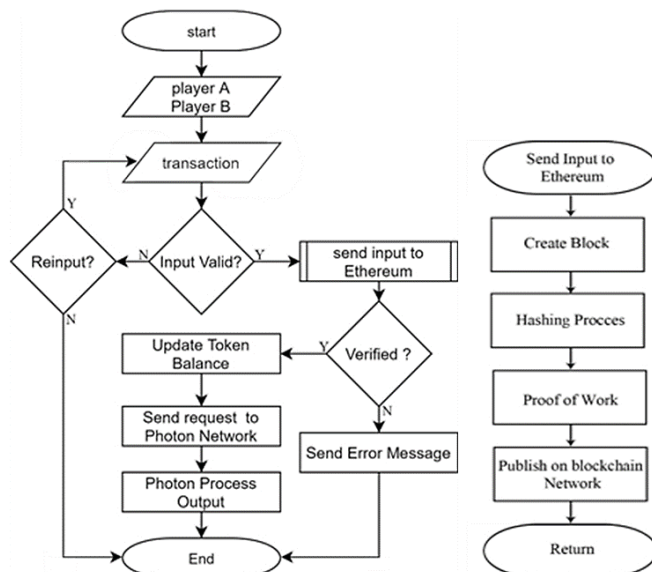 start
player A
Player B
transaction
Y
Reinput?
N
Input Valid?
Y
send input to
Ethereum
N
Update Token
Balance
Y
Verified ?
N
Send request to
Photon Network
Send Error Message
Photon Process
Output
End
Send Input to
Ethereum
Create Block
Hashing Procces
Proof of Work
Publish on blockchain
Network
Return